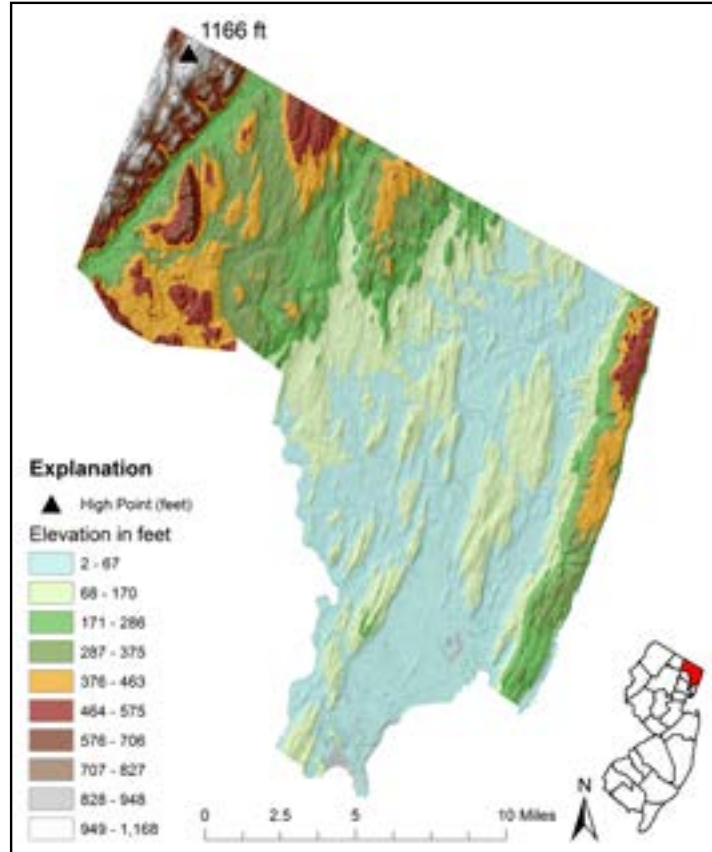 1166 ft
Explanation
High Point (feet)
Elevation in feet
2 - 67
68 - 170
171 - 286
287 - 375
376 - 463
464 - 575
576 - 706
707 - 827
828 - 948
949 - 1,168
0 2.5 5 10 Miles
N